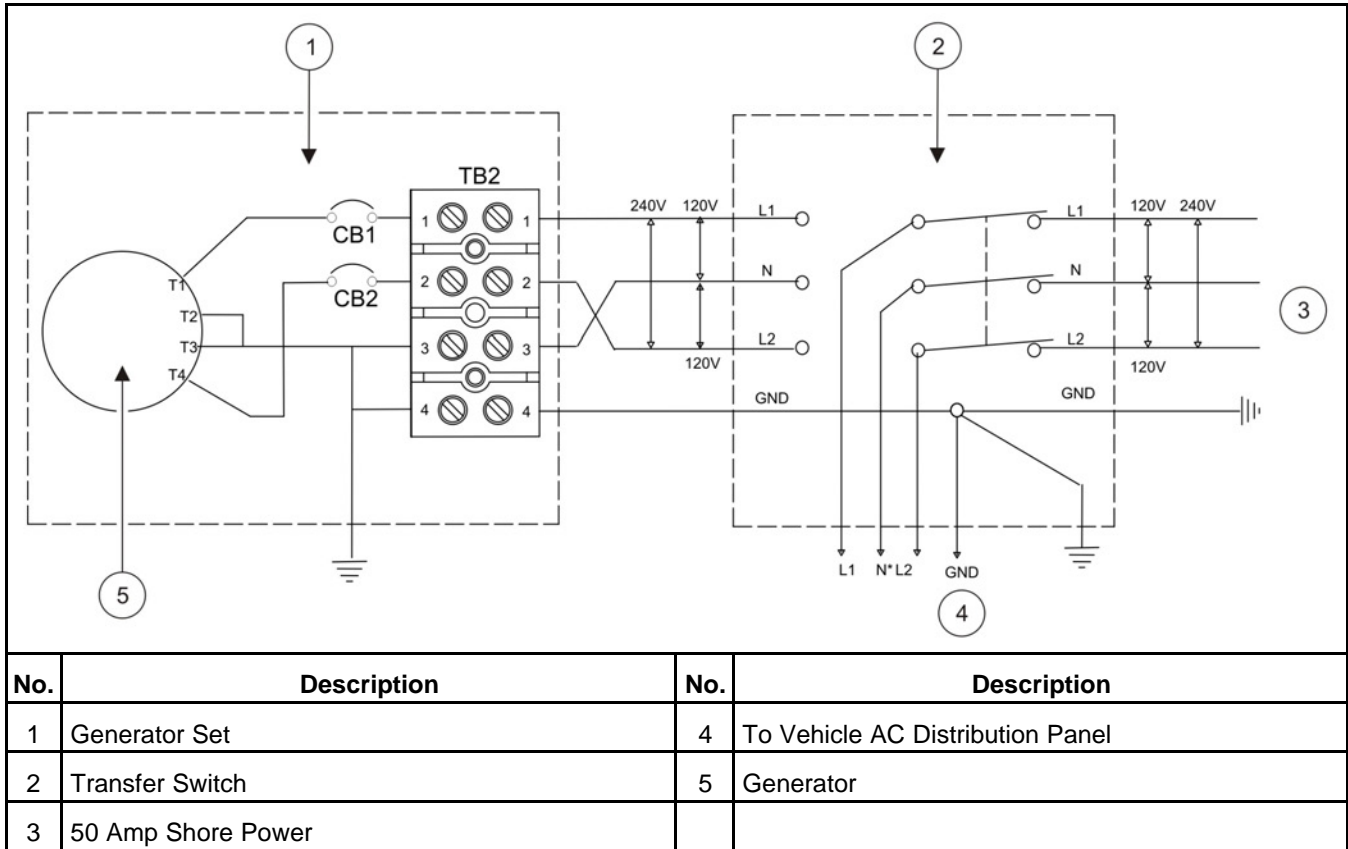 1
2
TB2
240V 120V L1 L1 120V 240V
1 1
CB1
T1
N N
2 2
CB2
T2
3
T3
3 3
L2 L2
T4
120V 120V
4 4
GND GND
L1 N* L2 GND
5
4
No. Description No. Description
1 Generator Set 4 To Vehicle AC Distribution Panel
2 Transfer Switch 5 Generator
3 50 Amp Shore Power